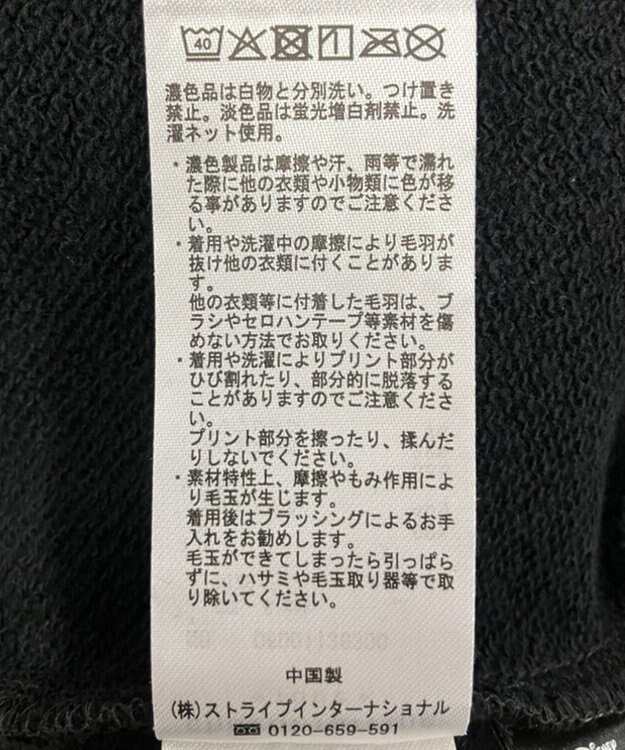 40
濃色品は白物と分別洗い。つけ置き
禁止。淡色品は蛍光増白剤禁止。洗
濯ネット使用。
・濃色製品は摩擦や汗、雨等で濡れ
た際に他の衣類や小物類に色が移
る事がありますのでご注意くださ
い。
・着用や洗濯中の摩擦により毛羽が
抜け他の衣類に付くことがありま
す。
他の衣類等に付着した毛羽は、ブ
ラシやセロハンテープ等素材を傷
めない方法でお取りください。
・着用や洗濯によりプリント部分が
ひび割れたり、部分的に脱落する
ことがありますのでご注意くださ
い。
プリント部分を擦ったり、揉んだ
りしないでください。
・素材特性上、摩擦やもみ作用によ
り毛玉が生じます。
着用後はブラッシングによるお手
入れをお勧めします。
毛玉ができてしまったら引っぱら
ずに、ハサミや毛玉取り器等で取
り除いてください。
中国製
(株)ストライプインターナショナル
0120-659-591
Disney